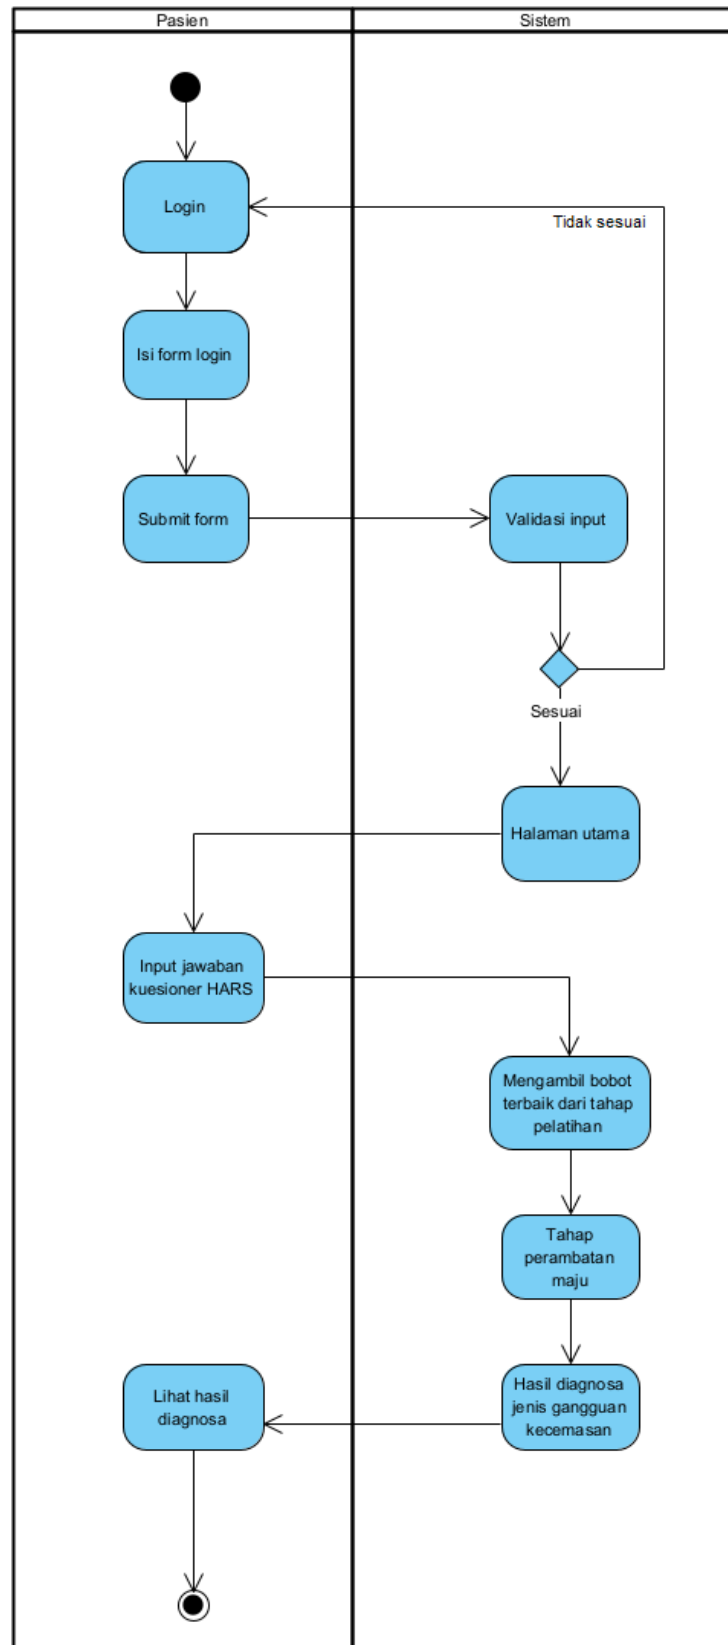 Pasien
Sistem
Login
Tidak sesuai
Isi form login
Submit form
Validasi input
Sesuai
Halaman utama
Input jawaban
kuesioner HARS
Mengambil bobot
terbaik dari tahap
pelatihan
Tahap
perambatan
maju
Lihat hasil
diagnosa
Hasil diagnosa
jenis gangguan
kecemasan